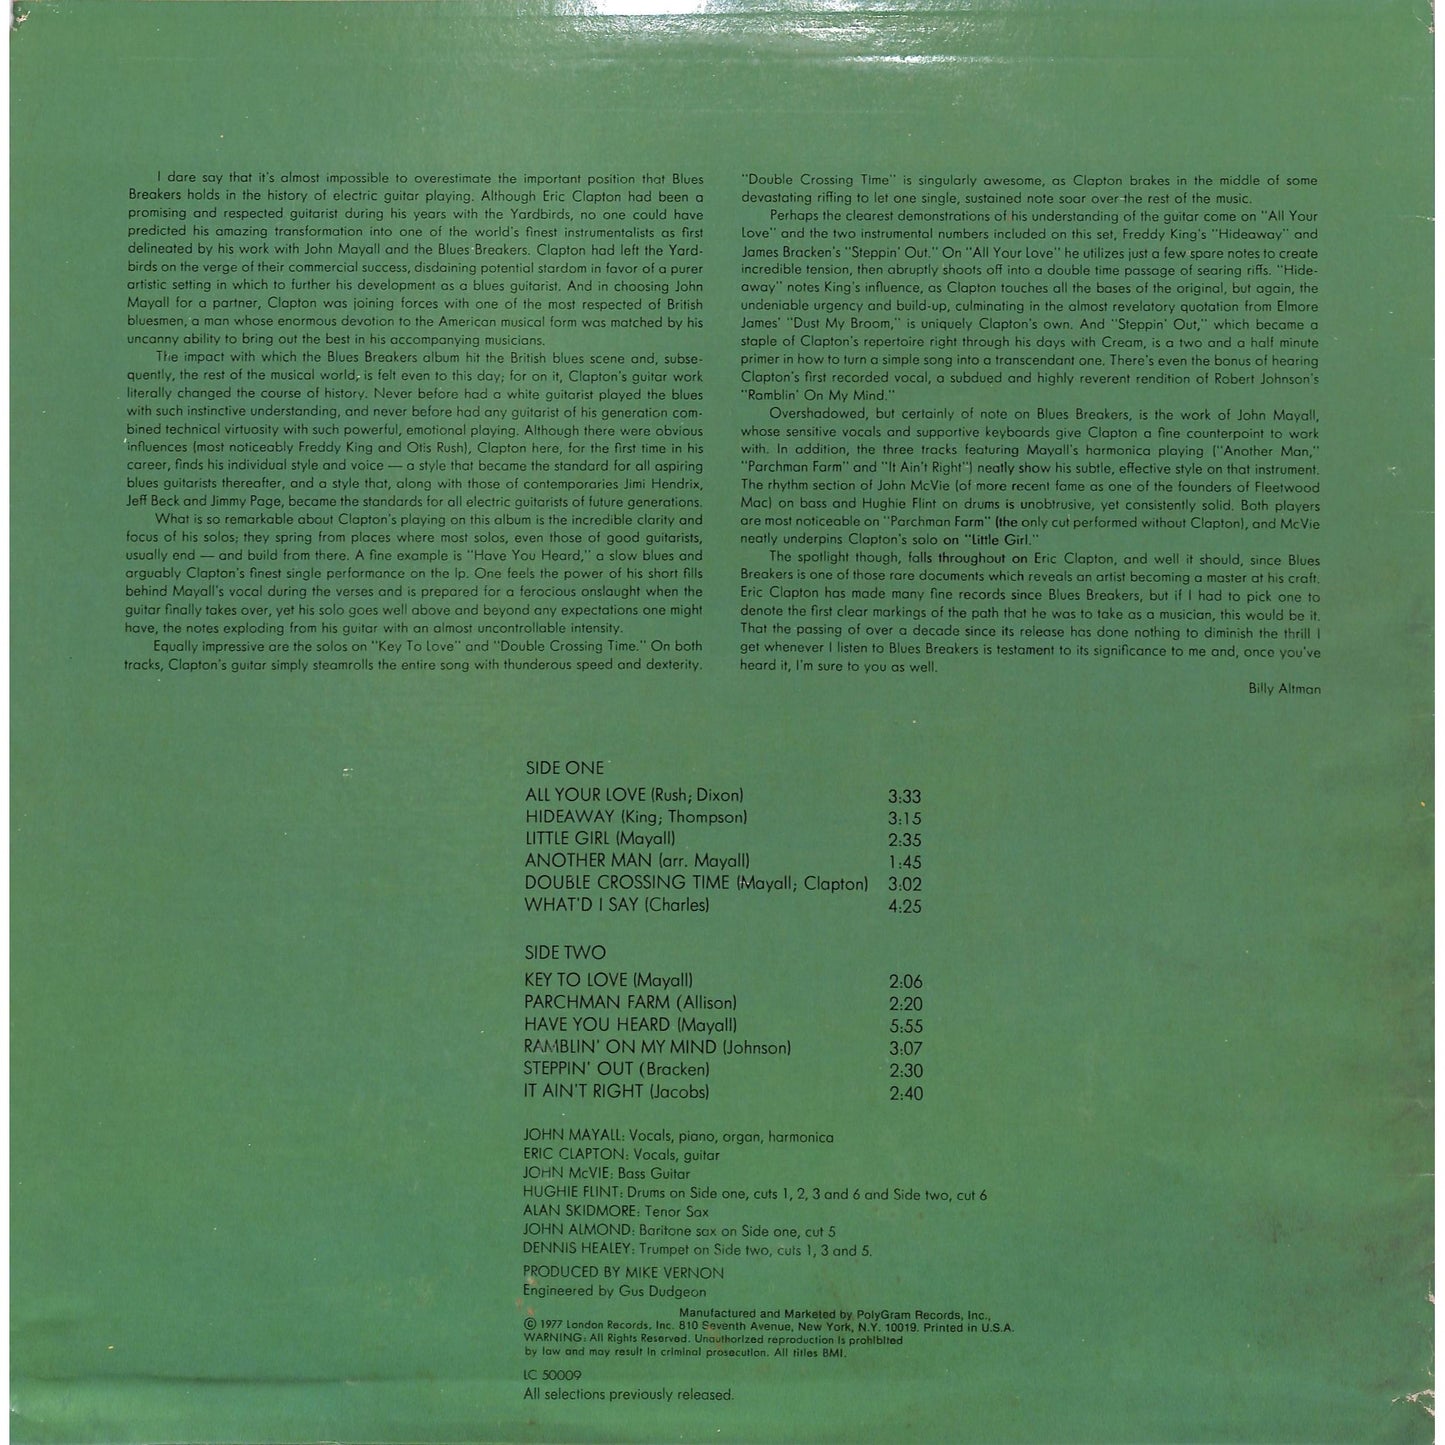 I dare say that it's almost impossible to overestimate the important position that Blues
Breakers holds in the history of electric guitar playing. Although Eric Clapton had been a
promising and respected guitarist during his years with the Yardbirds, no one could have
predicted his amazing transformation into one of the world's finest instrumentalists as first
delineated by his work with John Mayall and the Blues Breakers. Clapton had left the Yard-
birds on the verge of their commercial success, disdaining potential stardom in favor of a purer
artistic setting in which to further his development as a blues guitarist. And in choosing John
Mayall for a partner, Clapton was joining forces with one of the most respected of British
bluesmen, a man whose enormous devotion to the American musical form was matched by his
uncanny ability to bring out the best in his accompanying musicians.
The impact with which the Blues Breakers album hit the British blues scene and, subse-
quently, the rest of the musical world, is felt even to this day; for on it, Clapton's guitar work
literally changed the course of history. Never before had a white guitarist played the blues
with such instinctive understanding, and never before had any guitarist of his generation com-
bined technical virtuosity with such powerful, emotional playing. Although there were obvious
influences (most noticeably Freddy King and Otis Rush), Clapton here, for the first time in his
career, finds his individual style and voice — a style that became the standard for all aspiring
blues guitarists thereafter, and a style that, along with those of contemporaries Jimi Hendrix,
Jeff Beck and Jimmy Page, became the standards for all electric guitarists of future generations.
What is so remarkable about Clapton's playing on this album is the incredible clarity and
focus of his solos; they spring from places where most solos, even those of good guitarists,
usually end — and build from there. A fine example is "Have You Heard," a slow blues and
arguably Clapton's finest single performance on the lp. One feels the power of his short fills
behind Mayall's vocal during the verses and is prepared for a ferocious onslaught when the
guitar finally takes over, yet his solo goes well above and beyond any expectations one might
have, the notes exploding from his guitar with an almost uncontrollable intensity.
Equally impressive are the solos on "Key To Love" and "Double Crossing Time." On both
tracks, Clapton's guitar simply steamrolls the entire song with thunderous speed and dexterity.
"Double Crossing Time" is singularly awesome, as Clapton brakes in the middle of some
devastating riffing to let one single, sustained note soar over the rest of the music.
Perhaps the clearest demonstrations of his understanding of the guitar come on "All Your
Love" and the two instrumental numbers included on this set, Freddy King's "Hideaway" and
James Bracken's "Steppin' Out." On "All Your Love" he utilizes just a few spare notes to create
incredible tension, then abruptly shoots off into a double time passage of searing riffs. "Hide-
away" notes King's influence, as Clapton touches all the bases of the original, but again, the
undeniable urgency and build-up, culminating in the almost revelatory quotation from Elmore
James' "Dust My Broom," is uniquely Clapton's own. And "Steppin' Out," which became a
staple of Clapton's repertoire right through his days with Cream, is a two and a half minute
primer in how to turn a simple song into a transcendant one. There's even the bonus of hearing
Clapton's first recorded vocal, a subdued and highly reverent rendition of Robert Johnson's
"Ramblin' On My Mind."
Overshadowed, but certainly of note on Blues Breakers, is the work of John Mayall,
whose sensitive vocals and supportive keyboards give Clapton a fine counterpoint to work
with. In addition, the three tracks featuring Mayall's harmonica playing ("Another Man,"
"Parchman Farm" and "It Ain't Right") neatly show his subtle, effective style on that instrument.
The rhythm section of John McVie (of more recent fame as one of the founders of Fleetwood
Mac) on bass and Hughie Flint on drums is unobtrusive, yet consistently solid. Both players
are most noticeable on "Parchman Farm" (the only cut performed without Clapton), and McVie
neatly underpins Clapton's solo on "Little Girl."
The spotlight though, falls throughout on Eric Clapton, and well it should, since Blues
Breakers is one of those rare documents which reveals an artist becoming a master at his craft.
Eric Clapton has made many fine records since Blues Breakers, but if I had to pick one to
denote the first clear markings of the path that he was to take as a musician, this would be it.
That the passing of over a decade since its release has done nothing to diminish the thrill I
get whenever I listen to Blues Breakers is testament to its significance to me and, once you've
heard it, I'm sure to you as well.
Billy Altman
SIDE ONE
ALL YOUR LOVE (Rush; Dixon) 3:33
HIDEAWAY (King; Thompson) 3:15
LITTLE GIRL (Mayall) 2:35
ANOTHER MAN (arr. Mayall) 1:45
DOUBLE CROSSING TIME (Mayall; Clapton) 3:02
WHAT'D I SAY (Charles) 4:25
SIDE TWO
KEY TO LOVE (Mayall) 2:06
PARCHMAN FARM (Allison) 2:20
HAVE YOU HEARD (Mayall) 5:55
RAMBLIN' ON MY MIND (Johnson) 3:07
STEPPIN' OUT (Bracken) 2:30
IT AIN'T RIGHT (Jacobs) 2:40
JOHN MAYALL: Vocals, piano, organ, harmonica
ERIC CLAPTON: Vocals, guitar
JOHN McVIE: Bass Guitar
HUGHIE FLINT: Drums on Side one, cuts 1, 2, 3 and 6 and Side two, cut 6
ALAN SKIDMORE: Tenor Sax
JOHN ALMOND: Baritone sax on Side one, cut 5
DENNIS HEALEY: Trumpet on Side two, cuts 1, 3 and 5.
PRODUCED BY MIKE VERNON
Engineered by Gus Dudgeon
Manufactured and Marketed by PolyGram Records, Inc.,
© 1977 London Records, Inc. 810 Seventh Avenue, New York, N.Y. 10019. Printed in U.S.A.
WARNING: All Rights Reserved. Unauthorized reproduction is prohibited
by law and may result in criminal prosecution. All titles BMI.
LC 50009
All selections previously released.